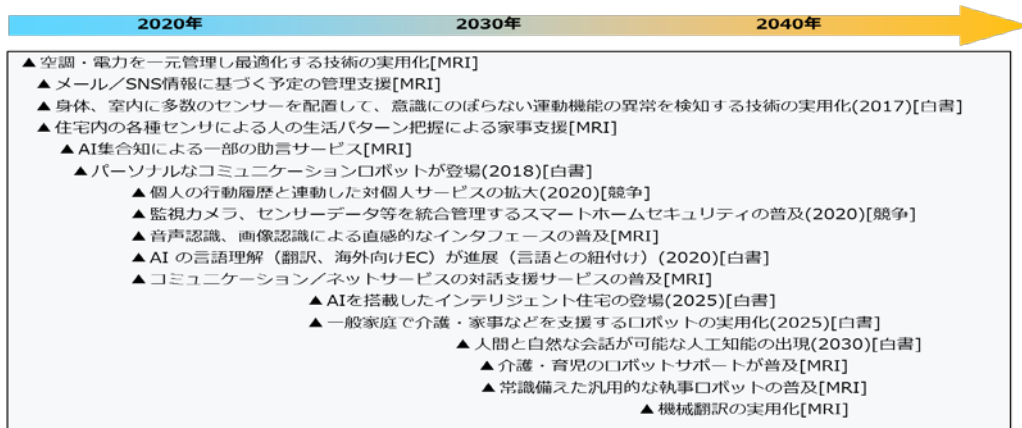 2020年 2030年 2040年
▲空調・電力を一元管理し最適化する技術の実用化[MRI]
▲メール／SNS情報に基づく予定の管理支援[MRI]
▲身体、室内に多数のセンサーを配置して、意識にのぼらない運動機能の異常を検知する技術の実用化(2017)[白書]
▲住宅内の各種センサによる人の生活パターン把握による家事支援[MRI]
▲AI集合知による一部の助言サービス[MRI]
▲パーソナルなコミュニケーションロボットが登場(2018)[白書]
▲個人の行動履歴と連動した対個人サービスの拡大(2020)[競争]
▲監視カメラ、センサーデータ等を統合管理するスマートホームセキュリティの普及(2020)[競争]
▲音声認識、画像認識による直感的なインタフェースの普及[MRI]
▲AI の言語理解（翻訳、海外向けEC）が進展（言語との紐付け）(2020)[白書]
▲コミュニケーション／ネットサービスの対話支援サービスの普及[MRI]
▲AIを搭載したインテリジェント住宅の登場(2025)[白書]
▲一般家庭で介護・家事などを支援するロボットの実用化(2025)[白書]
▲人間と自然な会話が可能な人工知能の出現(2030)[白書]
▲介護・育児のロボットサポートが普及[MRI]
▲常識備えた汎用的な執事ロボットの普及[MRI]
▲機械翻訳の実用化[MRI]